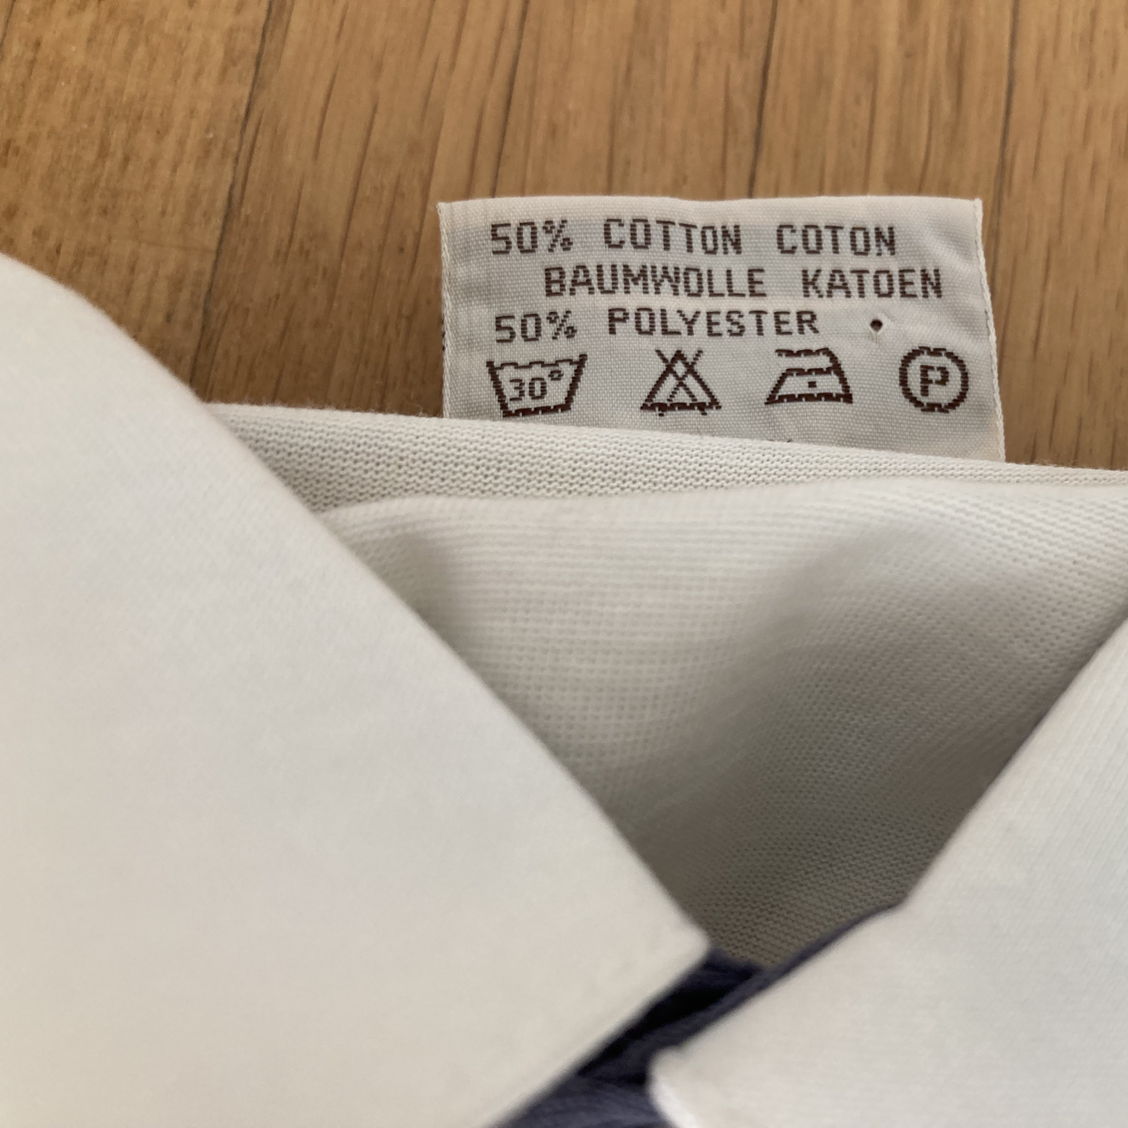 50% COTTON COTON
BAUMWOLLE KATOEN
50% POLYESTER
30° P